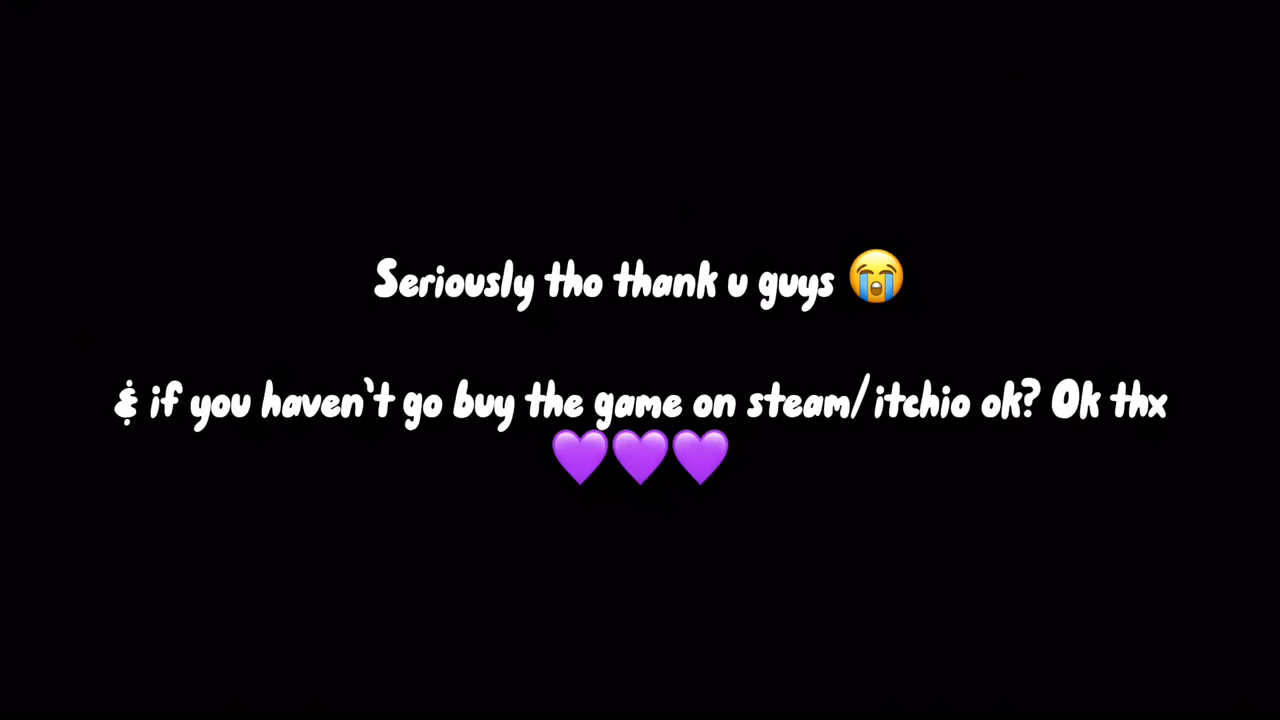 Seriously tho thank u guys 😭
& if you haven't go buy the game on steam/itchio ok? Ok thx
💜💜💜